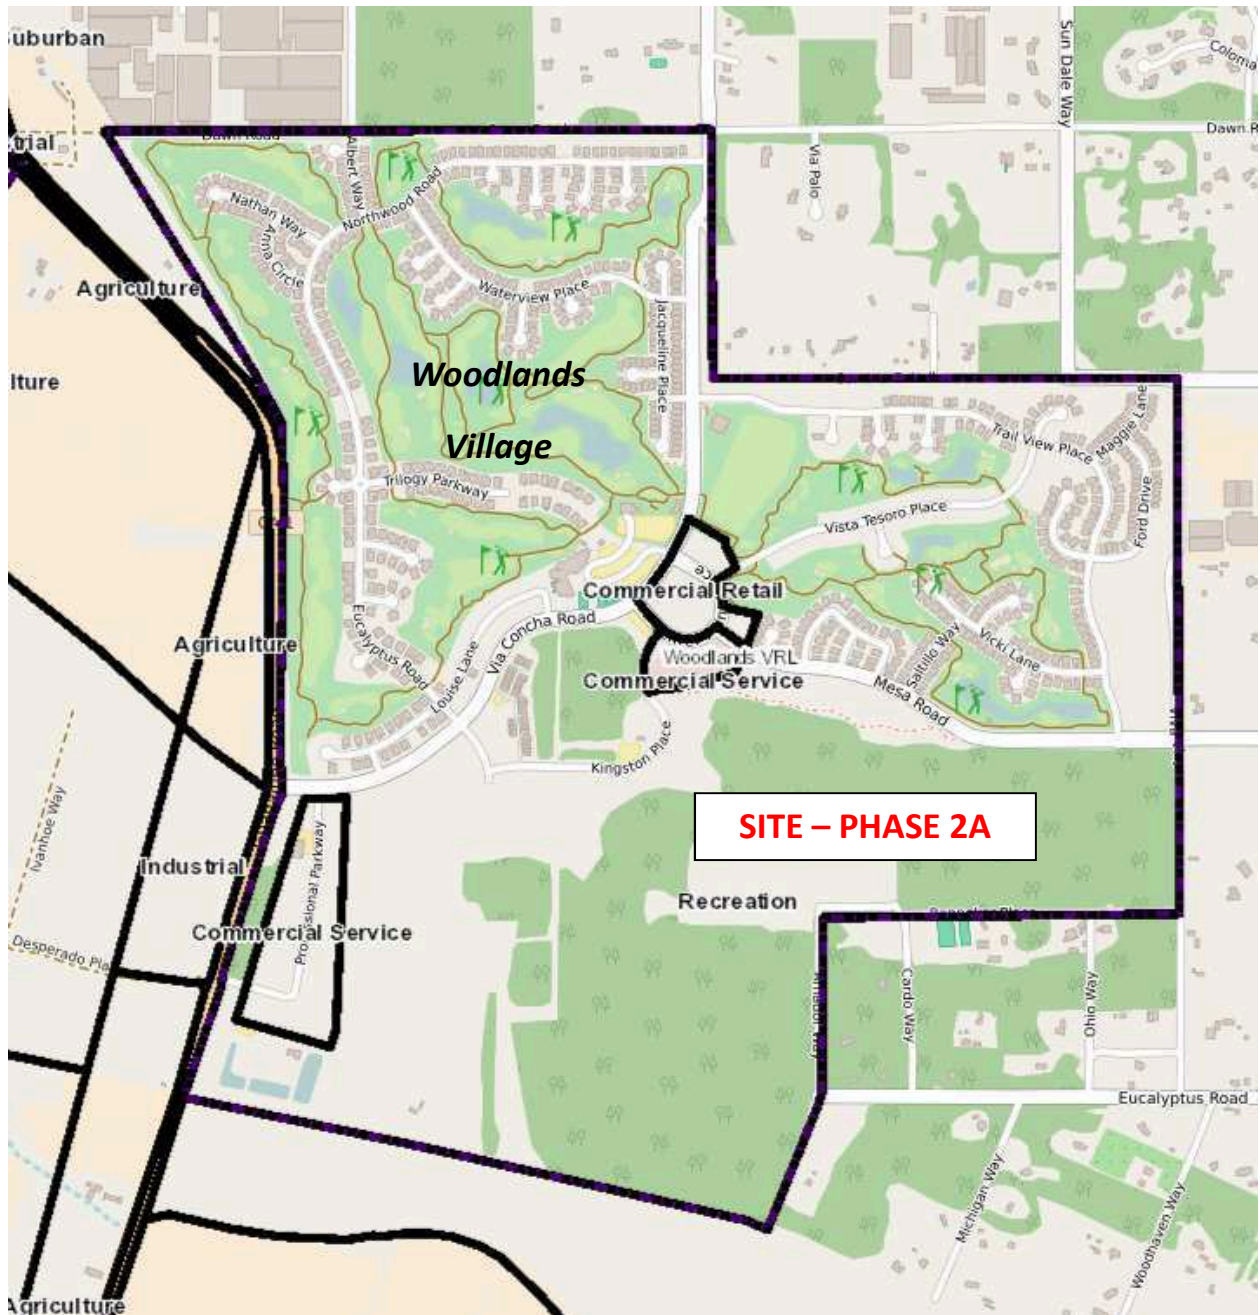 Suburban
Sun Dale Way
Coloma
trial
Dawn Road
Dawn R
Albert Way
Via Palo
Northwood Road
Nathan Way
Anna Circle
Agriculture
Waterview Place
Jacqueline Place
lture
Woodlands
Village
Maggie Lane
Trail View Place
Trilogy Parkway
Ford Drive
Vista Tesoro Place
Commercial Retail
Eucalyptus Road
Via Concha Road
Agriculture
Louise Lane
Woodlands VRL
Commercial Service
Saltillo Way
Vicki Lane
Mesa Road
Kingston Place
Ivanhoe Way
SITE – PHASE 2A
Industrial
Professional Parkway
Recreation
Commercial Service
Desperado Pla
Cardo Way
Ohio Way
Eucalyptus Road
Michigan Way
Woodhaven Way
Agriculture